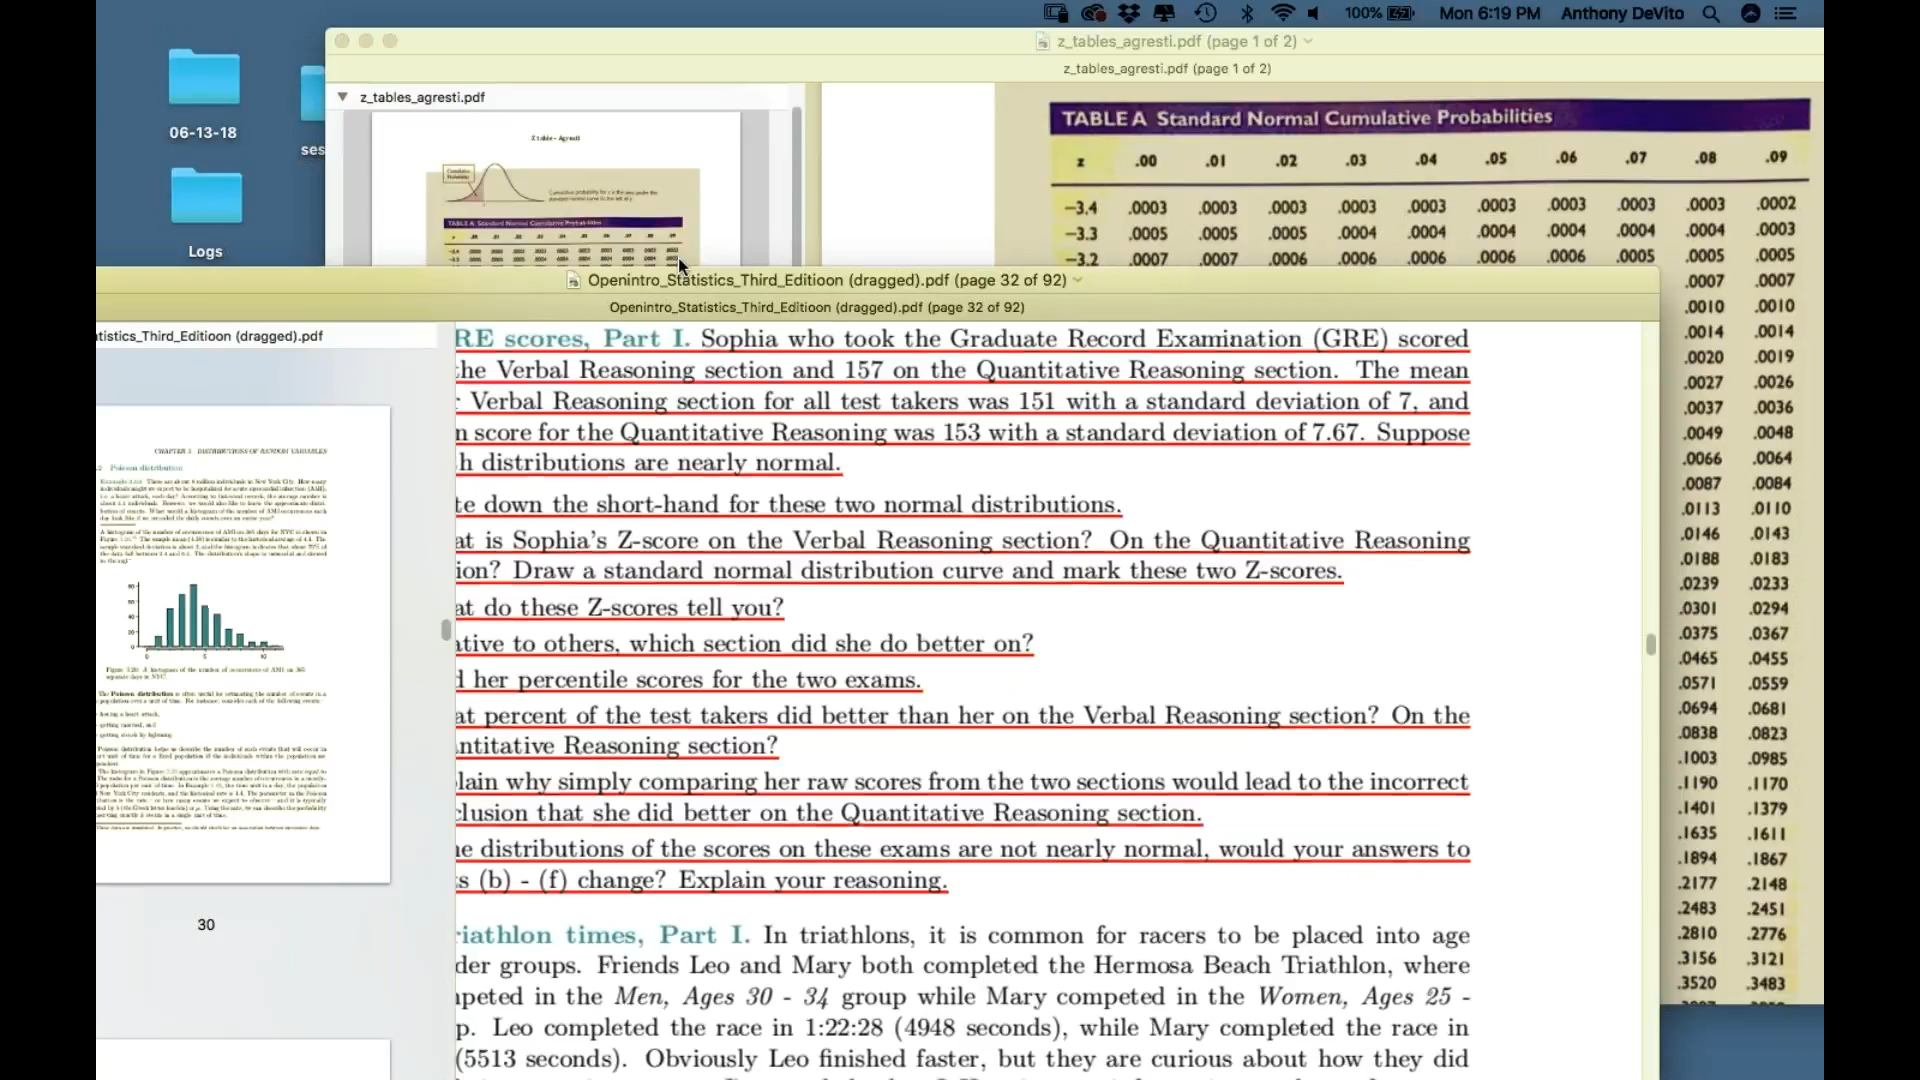 100% Mon 6:19 PM Anthony DeVito
06-13-18
ses
Logs
z_tables_agresti.pdf (page 1 of 2)
z_tables_agresti.pdf (page 1 of 2)
z_tables_agresti.pdf
Z table - Agresti
TABLE A Standard Normal Cumulative Probabilities
z .00 .01 .02 .03 .04 .05 .06 .07 .08 .09
−3.4 .0003 .0003 .0003 .0003 .0003 .0003 .0003 .0003 .0003 .0002
−3.3 .0005 .0005 .0005 .0004 .0004 .0004 .0004 .0004 .0004 .0003
−3.2 .0007 .0007 .0006 .0006 .0006 .0006 .0006 .0005 .0005 .0005
.0007 .0007
.0010 .0010
.0014 .0014
.0020 .0019
.0027 .0026
.0037 .0036
.0049 .0048
.0066 .0064
.0087 .0084
.0113 .0110
.0146 .0143
.0188 .0183
.0239 .0233
.0301 .0294
.0375 .0367
.0465 .0455
.0571 .0559
.0694 .0681
.0838 .0823
.1003 .0985
.1190 .1170
.1401 .1379
.1635 .1611
.1894 .1867
.2177 .2148
.2483 .2451
.2810 .2776
.3156 .3121
.3520 .3483
Openintro_Statistics_Third_Editioon (dragged).pdf (page 32 of 92)
Openintro_Statistics_Third_Editioon (dragged).pdf (page 32 of 92)
tistics_Third_Editioon (dragged).pdf
CHAPTER 3. DISTRIBUTIONS OF RANDOM VARIABLES
.2 Poisson distribution
30
RE scores, Part I. Sophia who took the Graduate Record Examination (GRE) scored
the Verbal Reasoning section and 157 on the Quantitative Reasoning section. The mean
r Verbal Reasoning section for all test takers was 151 with a standard deviation of 7, and
n score for the Quantitative Reasoning was 153 with a standard deviation of 7.67. Suppose
h distributions are nearly normal.
te down the short-hand for these two normal distributions.
at is Sophia's Z-score on the Verbal Reasoning section? On the Quantitative Reasoning
ion? Draw a standard normal distribution curve and mark these two Z-scores.
at do these Z-scores tell you?
ative to others, which section did she do better on?
d her percentile scores for the two exams.
at percent of the test takers did better than her on the Verbal Reasoning section? On the
antitative Reasoning section?
lain why simply comparing her raw scores from the two sections would lead to the incorrect
clusion that she did better on the Quantitative Reasoning section.
he distributions of the scores on these exams are not nearly normal, would your answers to
s (b) - (f) change? Explain your reasoning.
riathlon times, Part I. In triathlons, it is common for racers to be placed into age
der groups. Friends Leo and Mary both completed the Hermosa Beach Triathlon, where
mpeted in the Men, Ages 30 - 34 group while Mary competed in the Women, Ages 25 -
p. Leo completed the race in 1:22:28 (4948 seconds), while Mary completed the race in
(5513 seconds). Obviously Leo finished faster, but they are curious about how they did